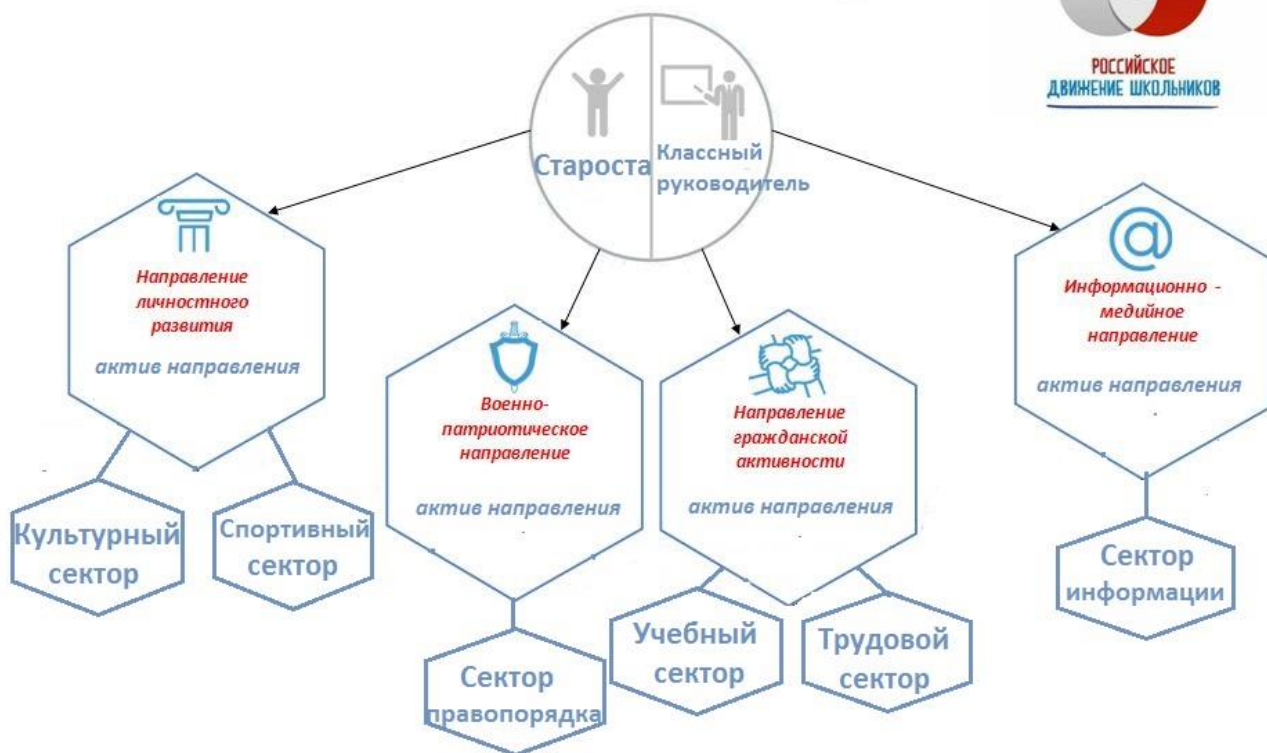 РОССИЙСКОЕ
ДВИЖЕНИЕ ШКОЛЬНИКОВ
Староста
Классный
руководитель
Направление
личностного
развития
актив направления
Культурный
сектор
Спортивный
сектор
Военно-
патриотическое
направление
актив направления
Сектор
правопорядка
Направление
гражданской
активности
актив направления
Учебный
сектор
Трудовой
сектор
Информационно -
медийное
направление
актив направления
Сектор
информации